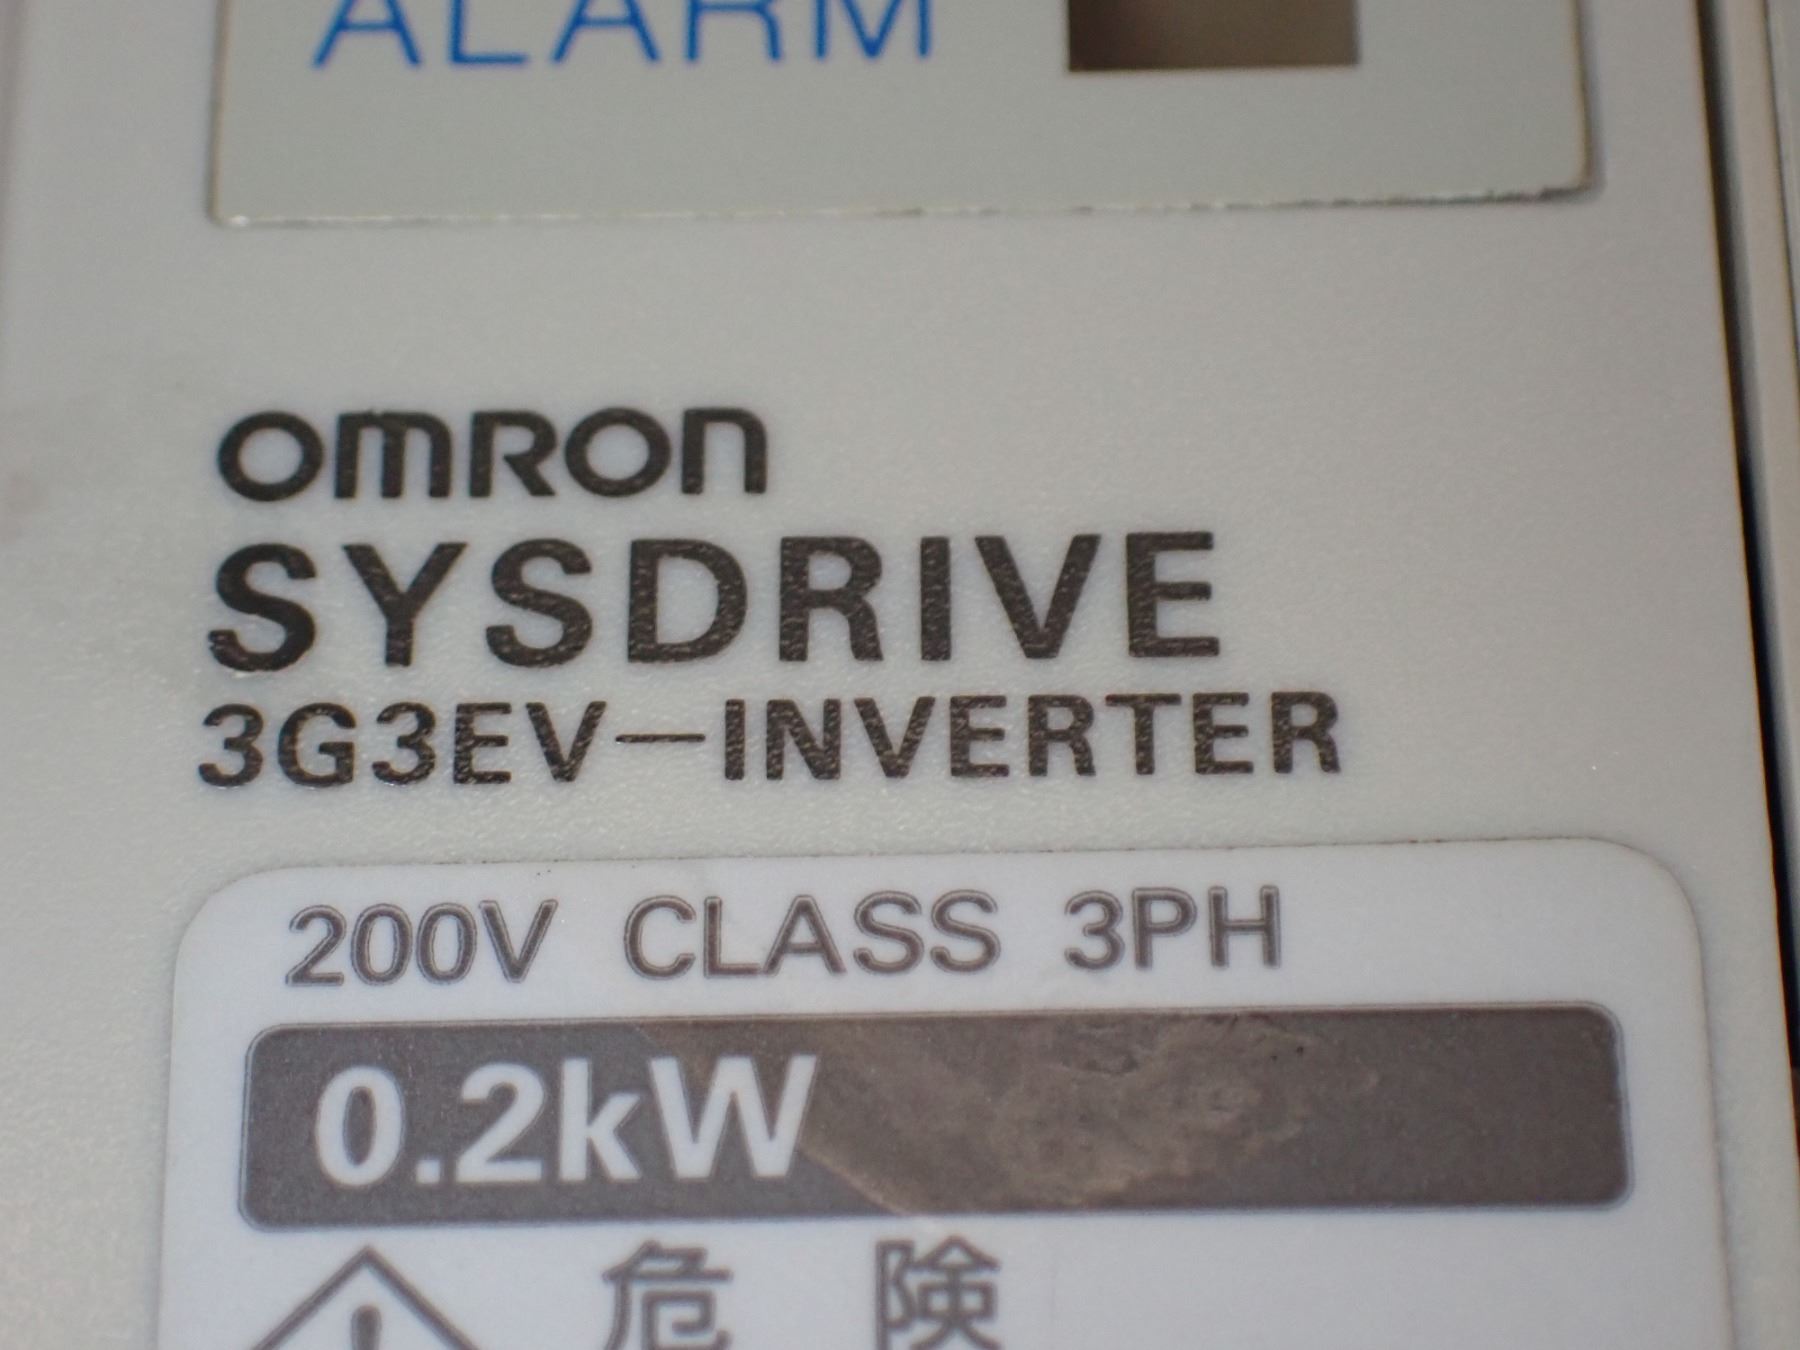 ALARM
OMRON
SYSDRIVE
3G3EV-INVERTER
200V CLASS 3PH
0.2kW
危険